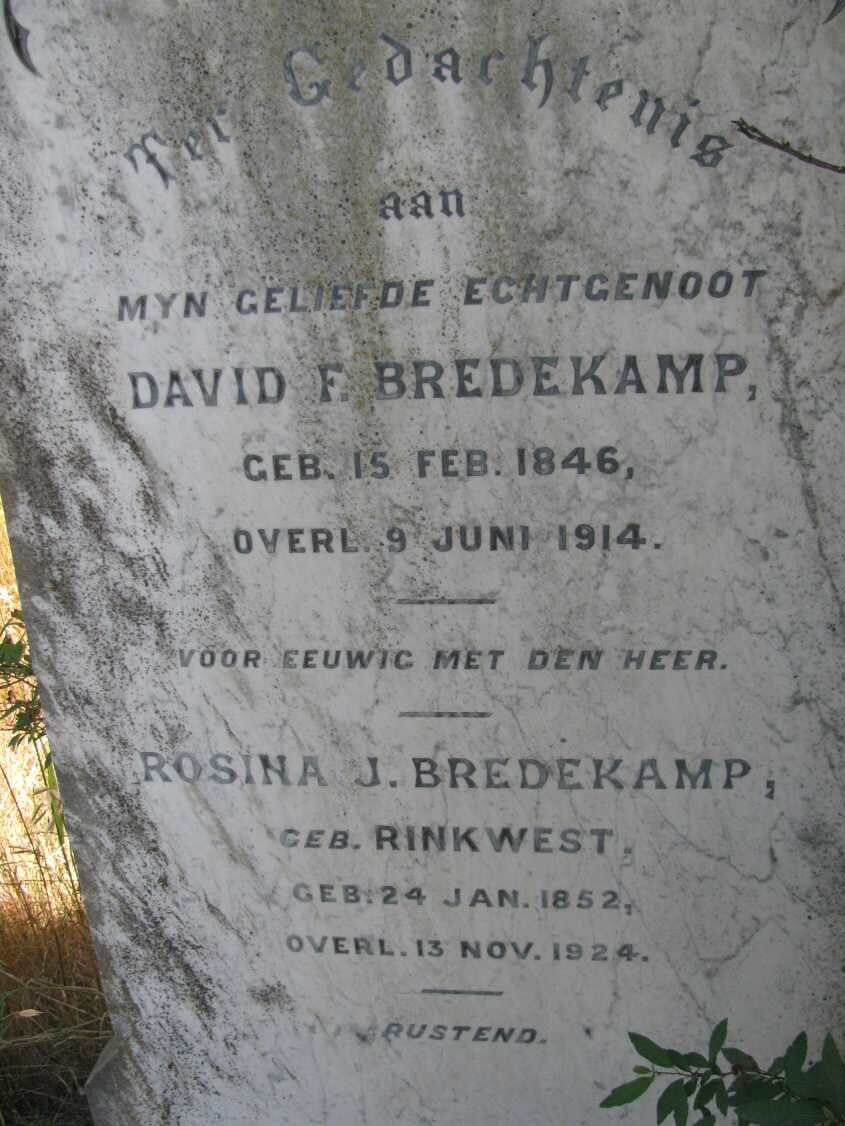 Ter Gedachtenis
aan
MYN GELIEFDE ECHTGENOOT
DAVID F. BREDEKAMP,
GEB. 15 FEB. 1846,
OVERL. 9 JUNI 1914.
VOOR EEUWIG MET DEN HEER.
ROSINA J. BREDEKAMP,
GEB. RINKWEST,
GEB. 24 JAN. 1852,
OVERL. 13 NOV. 1924.
RUSTEND.